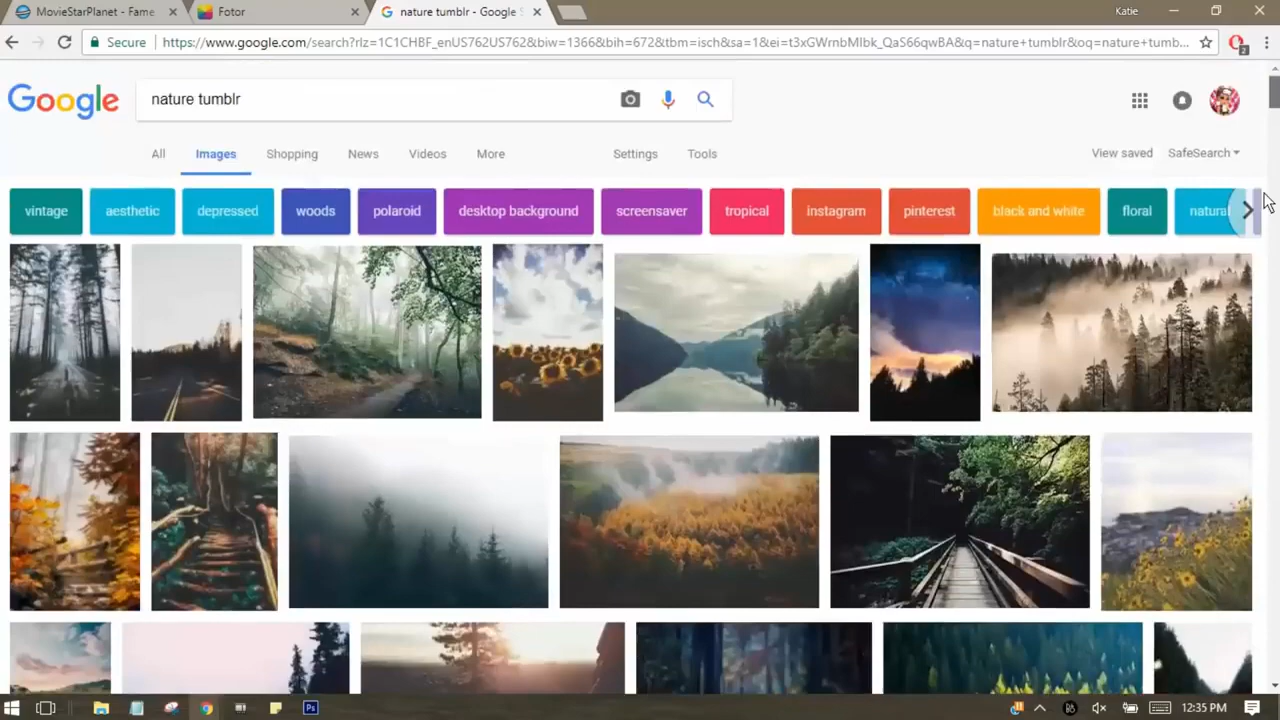 MovieStarPlanet - Fame
Fotor
nature tumblr - Google S
Katie
Secure
https://www.google.com/search?rlz=1C1CHBF_enUS762US762&biw=1366&bih=672&tbm=isch&sa=1&ei=t3xGWrnbMIbk_QaS66qwBA&q=nature+tumblr&oq=nature+tumb...
2
Google
nature tumblr
All
Images
Shopping
News
Videos
More
Settings
Tools
View saved
SafeSearch
vintage
aesthetic
depressed
woods
polaroid
desktop background
screensaver
tropical
instagram
pinterest
black and white
floral
natural
Ps
12:35 PM